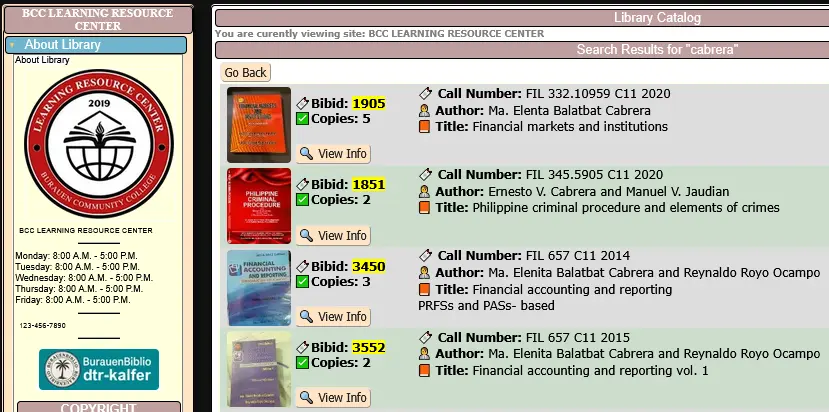 BCC LEARNING RESOURCE
CENTER
About Library
About Library
LEARNING RESOURCE CENTER
2019
BURAUEN COMMUNITY COLLEGE
BCC LEARNING RESOURCE CENTER
Monday: 8:00 A.M. - 5:00 P.M.
Tuesday: 8:00 A.M. - 5:00 P.M.
Wednesday: 8:00 A.M. - 5:00 P.M.
Thursday: 8:00 A.M. - 5:00 P.M.
Friday: 8:00 A.M. - 5:00 P.M.
123-456-7890
BurauenBiblio
dtr-kalfer
COPYRIGHT
Library Catalog
You are curently viewing site: BCC LEARNING RESOURCE CENTER
Search Results for "cabrera"
Go Back
Bibid: 1905
Copies: 5
View Info
Call Number: FIL 332.10959 C11 2020
Author: Ma. Elenta Balatbat Cabrera
Title: Financial markets and institutions
PHILIPPINE
CRIMINAL
PROCEDURE
Bibid: 1851
Copies: 2
View Info
Call Number: FIL 345.5905 C11 2020
Author: Ernesto V. Cabrera and Manuel V. Jaudian
Title: Philippine criminal procedure and elements of crimes
FINANCIAL
ACCOUNTING
AND REPORTING
Bibid: 3450
Copies: 3
View Info
Call Number: FIL 657 C11 2014
Author: Ma. Elenita Balatbat Cabrera and Reynaldo Royo Ocampo
Title: Financial accounting and reporting
PRFSs and PASs- based
Bibid: 3552
Copies: 2
View Info
Call Number: FIL 657 C11 2015
Author: Ma. Elenita Balatbat Cabrera and Reynaldo Royo Ocampo
Title: Financial accounting and reporting vol. 1